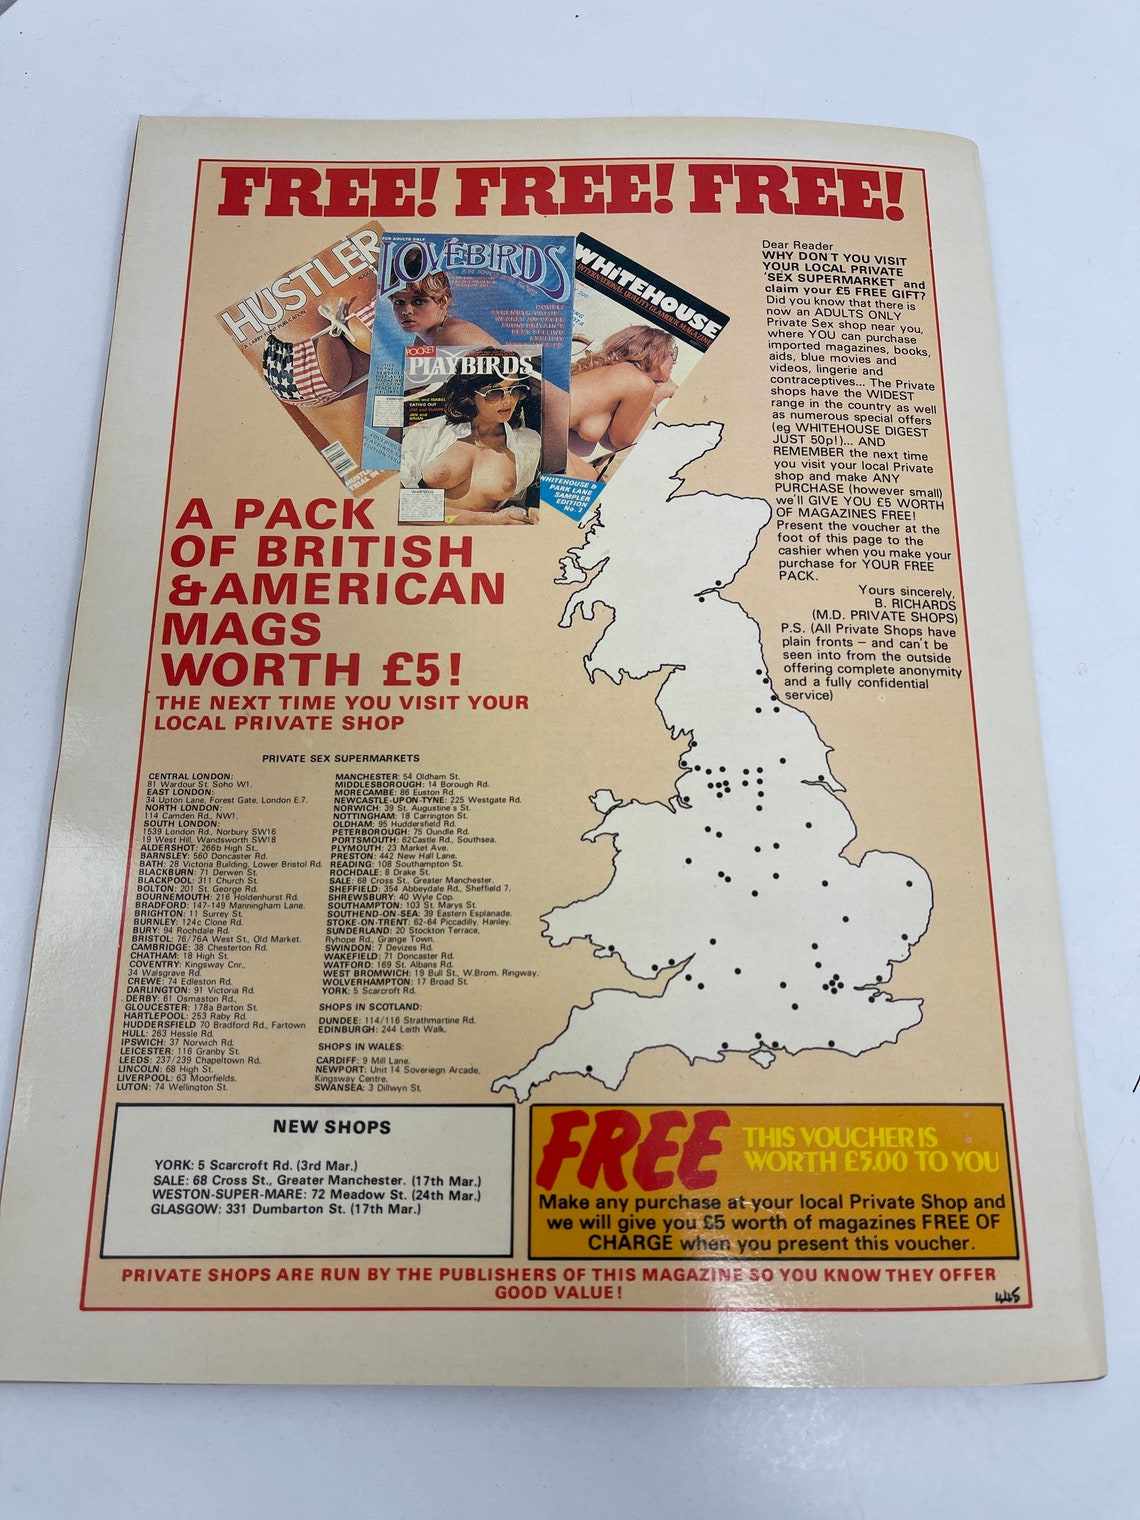 FREE! FREE! FREE!
HUSTLER
A LARRY FLYNT PUBLICATION
FOR ADULTS ONLY
LOVEBIRDS
WHITEHOUSE
INTERNATIONAL QUALITY GLAMOUR MAGAZINE
POCKET
PLAYBIRDS
WHITEHOUSE &
PARK LANE
SAMPLER
EDITION
No. 2
Dear Reader
WHY DON T YOU VISIT
YOUR LOCAL PRIVATE
'SEX SUPERMARKET and
claim your £5 FREE GIFT?
Did you know that there is
now an ADULTS ONLY
Private Sex shop near you,
where YOU can purchase
imported magazines, books,
aids, blue movies and
videos, lingerie and
contraceptives... The Private
shops have the WIDEST
range in the country as well
as numerous special offers
(eg WHITEHOUSE DIGEST
JUST 50p!)... AND
REMEMBER the next time
you visit your local Private
shop and make ANY
PURCHASE (however small)
we'll GIVE YOU £5 WORTH
OF MAGAZINES FREE!
Present the voucher at the
foot of this page to the
cashier when you make your
purchase for YOUR FREE
PACK.
Yours sincerely,
B. RICHARDS
(M.D. PRIVATE SHOPS)
P.S. (All Private Shops have
plain fronts – and can't be
seen into from the outside
offering complete anonymity
and a fully confidential
service)
A PACK
OF BRITISH
& AMERICAN
MAGS
WORTH £5!
THE NEXT TIME YOU VISIT YOUR
LOCAL PRIVATE SHOP
PRIVATE SEX SUPERMARKETS
CENTRAL LONDON:
81 Wardour St. Soho W1.
EAST LONDON:
34 Upton Lane, Forest Gate, London E.7.
NORTH LONDON:
114 Camden Rd., NW1.
SOUTH LONDON:
1539 London Rd., Norbury SW16
19 West Hill, Wandsworth SW18
ALDERSHOT: 266b High St.,
BARNSLEY: 560 Doncaster Rd.
BATH: 28 Victoria Building, Lower Bristol Rd.
BLACKBURN: 71 Derwen St.
BLACKPOOL: 311 Church St.
BOLTON: 201 St. George Rd.
BOURNEMOUTH: 216 Holdenhurst Rd.
BRADFORD: 147-149 Manningham Lane.
BRIGHTON: 11 Surrey St.
BURNLEY: 124c Clone Rd.
BURY: 94 Rochdale Rd.
BRISTOL: 76/76A West St., Old Market.
CAMBRIDGE: 38 Chesterton Rd.
CHATHAM: 18 High St.
COVENTRY: Kingsway Cnr.,
34 Walsgrave Rd.
CREWE: 74 Edleston Rd.
DARLINGTON: 91 Victoria Rd.
DERBY: 61 Osmaston Rd.,
GLOUCESTER: 178a Barton St.
HARTLEPOOL: 253 Raby Rd.
HUDDERSFIELD 70 Bradford Rd., Fartown
HULL: 263 Hessle Rd.
IPSWICH: 37 Norwich Rd.
LEICESTER: 116 Granby St.
LEEDS: 237/239 Chapeltown Rd.
LINCOLN: 68 High St.
LIVERPOOL: 63 Moorfields.
LUTON: 74 Wellington St.
MANCHESTER: 54 Oldham St.
MIDDLESBOROUGH: 14 Borough Rd.
MORECAMBE: 86 Euston Rd.
NEWCASTLE-UPON-TYNE: 225 Westgate Rd.
NORWICH: 39 St. Augustine's St.
NOTTINGHAM: 18 Carrington St.
OLDHAM: 95 Huddersfield Rd.
PETERBOROUGH: 75 Oundle Rd.
PORTSMOUTH: 62Castle Rd., Southsea.
PLYMOUTH: 23 Market Ave.
PRESTON: 442 New Hall Lane.
READING: 108 Southampton St.
ROCHDALE: 8 Drake St.
SALE: 68 Cross St., Greater Manchester.
SHEFFIELD: 354 Abbeydale Rd., Sheffield 7.
SHREWSBURY: 40 Wyle Cop.
SOUTHAMPTON: 103 St. Marys St.
SOUTHEND-ON-SEA: 39 Eastern Esplanade.
STOKE-ON-TRENT: 62-64 Piccadilly, Hanley.
SUNDERLAND: 20 Stockton Terrace,
Ryhope Rd., Grange Town.
SWINDON: 7 Devizes Rd.
WAKEFIELD: 71 Doncaster Rd.
WATFORD: 169 St. Albans Rd.
WEST BROMWICH: 19 Bull St., W.Brom. Ringway.
WOLVERHAMPTON: 17 Broad St.
YORK: 5 Scarcroft Rd.
SHOPS IN SCOTLAND:
DUNDEE: 114/116 Strathmartine Rd.
EDINBURGH: 244 Leith Walk.
SHOPS IN WALES:
CARDIFF: 9 Mill Lane.
NEWPORT: Unit 14 Soveriegn Arcade,
Kingsway Centre.
SWANSEA: 3 Dillwyn St.
NEW SHOPS
YORK: 5 Scarcroft Rd. (3rd Mar.)
SALE: 68 Cross St., Greater Manchester. (17th Mar.)
WESTON-SUPER-MARE: 72 Meadow St. (24th Mar.)
GLASGOW: 331 Dumbarton St. (17th Mar.)
FREE
THIS VOUCHER IS
WORTH £5.00 TO YOU
Make any purchase at your local Private Shop and
we will give you £5 worth of magazines FREE OF
CHARGE when you present this voucher.
PRIVATE SHOPS ARE RUN BY THE PUBLISHERS OF THIS MAGAZINE SO YOU KNOW THEY OFFER
GOOD VALUE!
445